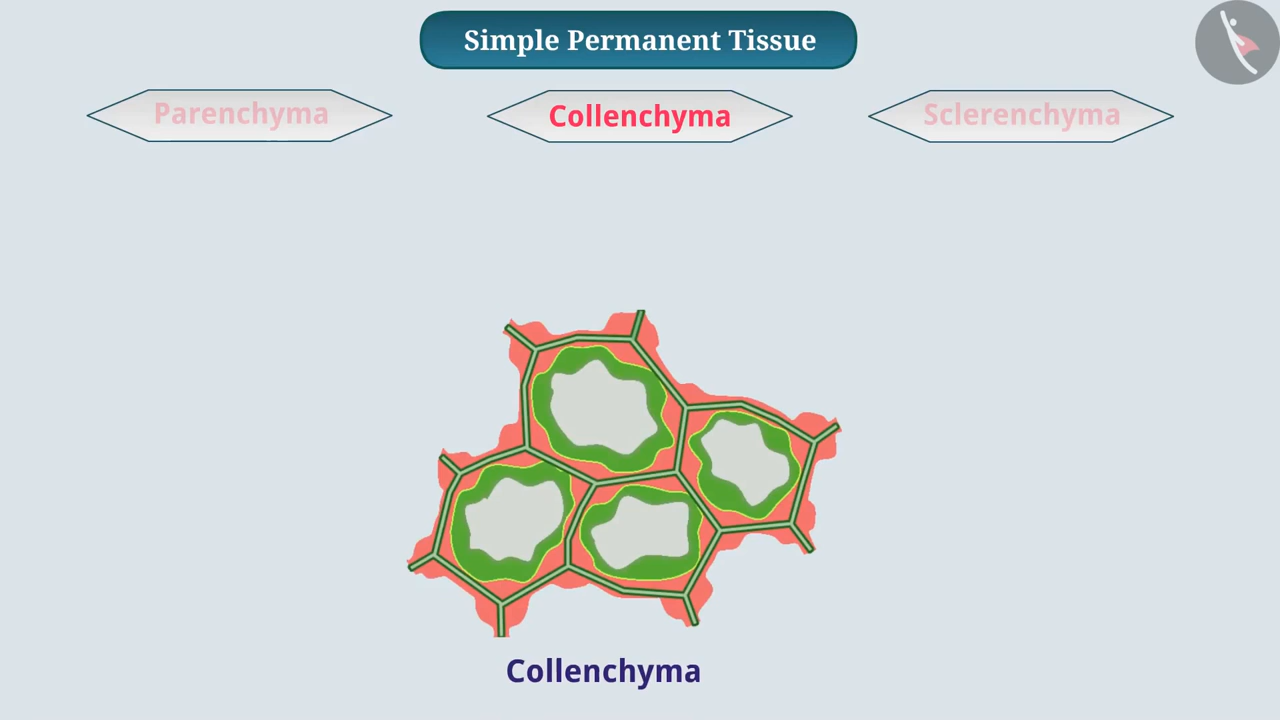 Simple Permanent Tissue
Parenchyma
Collenchyma
Sclerenchyma
Collenchyma